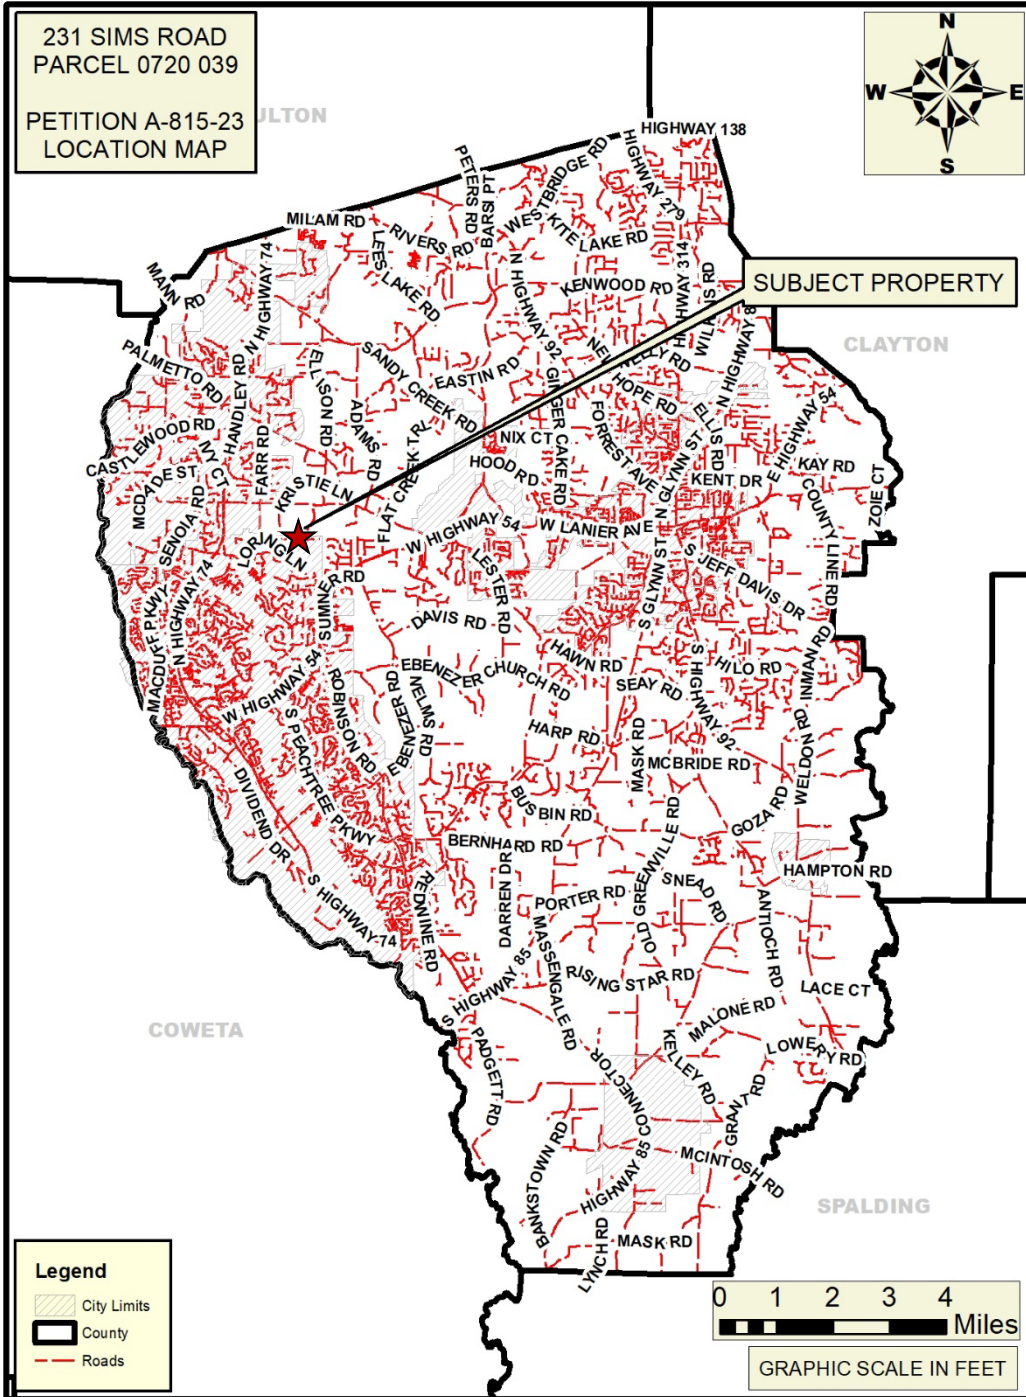 231 SIMS ROAD
PARCEL 0720 039
PETITION A-815-23
LOCATION MAP
ULTON
N
W
E
S
HIGHWAY 138
PETERS RD
BARSI PT
WESTBRIDGE RD
HIGHWAY 279
MILAM RD
RIVERS RD
KITE
LAKE RD
LEES
LAKE RD
N HIGHWAY 74
N HIGHWAY 92
KENWOOD RD
HIGHWAY 314
WILKINS RD
SUBJECT PROPERTY
MANN RD
N HIGHWAY 8
CLAYTON
PALMETTO RD
HANDLEY RD
ELLISON RD
SANDY CREEK RD
EASTIN RD
GINGER CAKE RD
NEW
HOPE RD
ELLIS RD
E HIGHWAY 54
ADAMS RD
CASTLEWOOD RD
IVY CT
FARR RD
FLAT CREEK TRL
NIX CT
FORREST AVE
N GLYNN ST
KAY RD
MCDADE ST
SENOIA RD
KRISTIE LN
HOOD RD
KENT DR
COUNTY LINE RD
ZOIE CT
LORING LN
W HIGHWAY 54
W LANIER AVE
MACDUFF PKWY
N HIGHWAY 74
SUMNER RD
LESTER RD
S GLYNN ST
S JEFF DAVIS DR
DAVIS RD
W HIGHWAY 54
ROBINSON RD
EBENEZER RD
NELMS RD
EBENEZER CHURCH RD
HAWN RD
SEAY RD
S HIGHWAY 92
HILO RD
INMAN RD
HARP RD
MASK RD
MCBRIDE RD
WELDON RD
DIVIDEND DR
S PEACHTREE PKWY
BUSBIN RD
GOZA RD
BERNHARD RD
OLD GREENVILLE RD
HAMPTON RD
S HIGHWAY 74
REDWINE RD
DARREN DR
PORTER RD
SNEAD RD
ANTIOCH RD
MASSENGALE RD
S HIGHWAY 85
RISING STAR RD
LACE CT
COWETA
PADGETT RD
MALONE RD
KELLEY RD
LOWERY RD
GRANT RD
BANKSTOWN RD
HIGHWAY 85 CONNECTOR
MCINTOSH RD
SPALDING
LYNCH RD
MASK RD
Legend
City Limits
County
Roads
0 1 2 3 4
Miles
GRAPHIC SCALE IN FEET